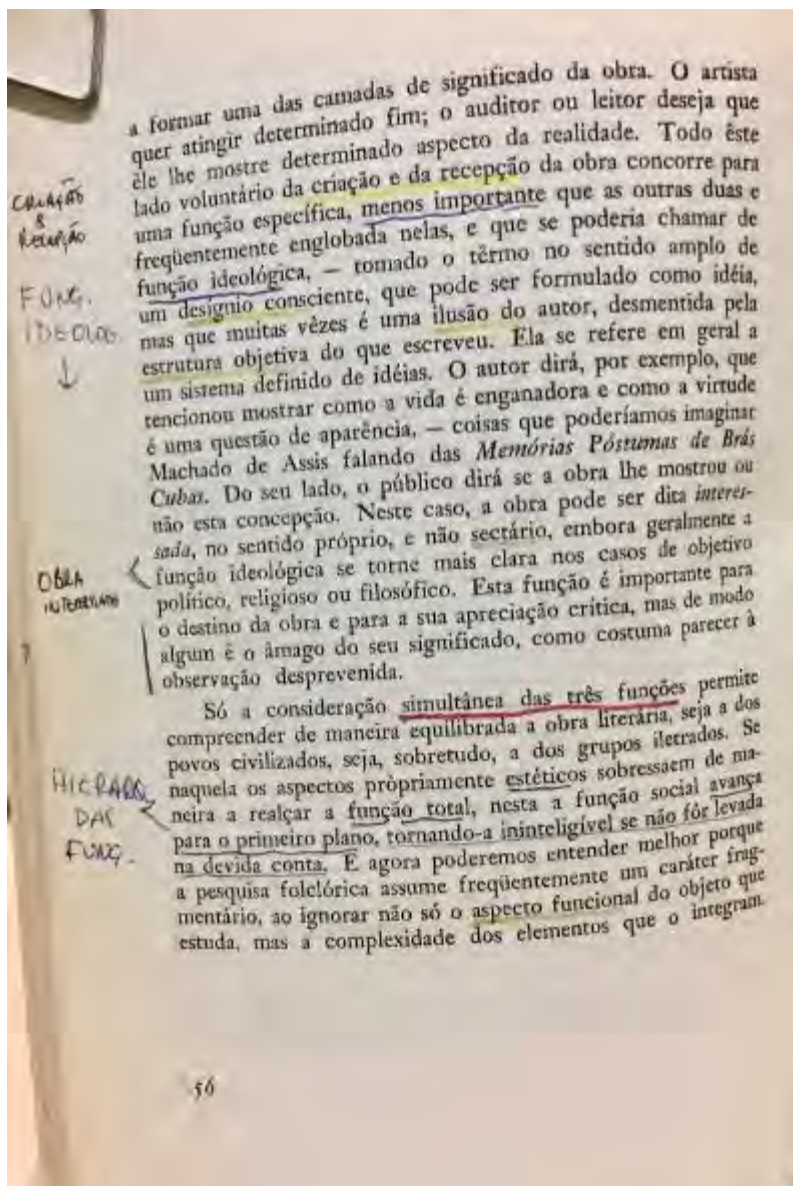 a formar uma das camadas de significado da obra. O artista
quer atingir determinado fim; o auditor ou leitor deseja que
êle lhe mostre determinado aspecto da realidade. Todo êste
lado voluntário da criação e da recepção da obra concorre para
uma função específica, menos importante que as outras duas e
freqüentemente englobada nelas, e que se poderia chamar de
função ideológica, — tomado o têrmo no sentido amplo de
um desígnio consciente, que pode ser formulado como idéia,
mas que muitas vêzes é uma ilusão do autor, desmentida pela
estrutura objetiva do que escreveu. Ela se refere em geral a
um sistema definido de idéias. O autor dirá, por exemplo, que
tencionou mostrar como a vida é enganadora e como a virtude
é uma questão de aparência, — coisas que poderíamos imaginar
Machado de Assis falando das Memórias Póstumas de Brás
Cubas. Do seu lado, o público dirá se a obra lhe mostrou ou
não esta concepção. Neste caso, a obra pode ser dita interes-
sada, no sentido próprio, e não sectário, embora geralmente a
função ideológica se torne mais clara nos casos de objetivo
político, religioso ou filosófico. Esta função é importante para
o destino da obra e para a sua apreciação crítica, mas de modo
algum é o âmago do seu significado, como costuma parecer à
observação desprevenida.
Só a consideração simultânea das três funções permite
compreender de maneira equilibrada a obra literária, seja a dos
povos civilizados, seja, sobretudo, a dos grupos iletrados. Se
naquela os aspectos pròpriamente estéticos sobressaem de ma-
neira a realçar a função total, nesta a função social avança
para o primeiro plano, tornando-a ininteligível se não fôr levada
na devida conta. E agora poderemos entender melhor porque
a pesquisa folclórica assume freqüentemente um caráter frag-
mentário, ao ignorar não só o aspecto funcional do objeto que
estuda, mas a complexidade dos elementos que o integram.
56
CRIAÇÃO
&
RECEPÇÃO
FUNÇ.
IDEOLOG
OBRA
DAS
FUNÇ.